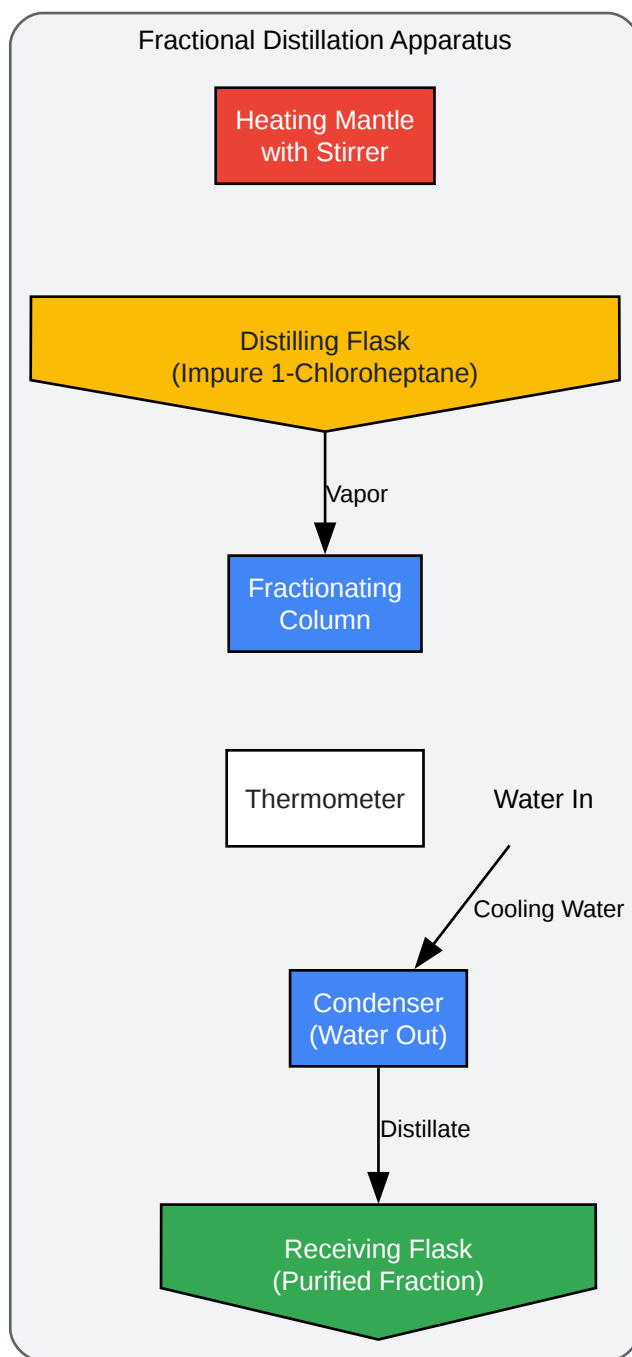 Fractional Distillation Apparatus
Heating Mantle
with Stirrer
Distilling Flask
(Impure 1-Chloroheptane)
Vapor
Fractionating
Column
Thermometer
Water In
Cooling Water
Condenser
(Water Out)
Distillate
Receiving Flask
(Purified Fraction)